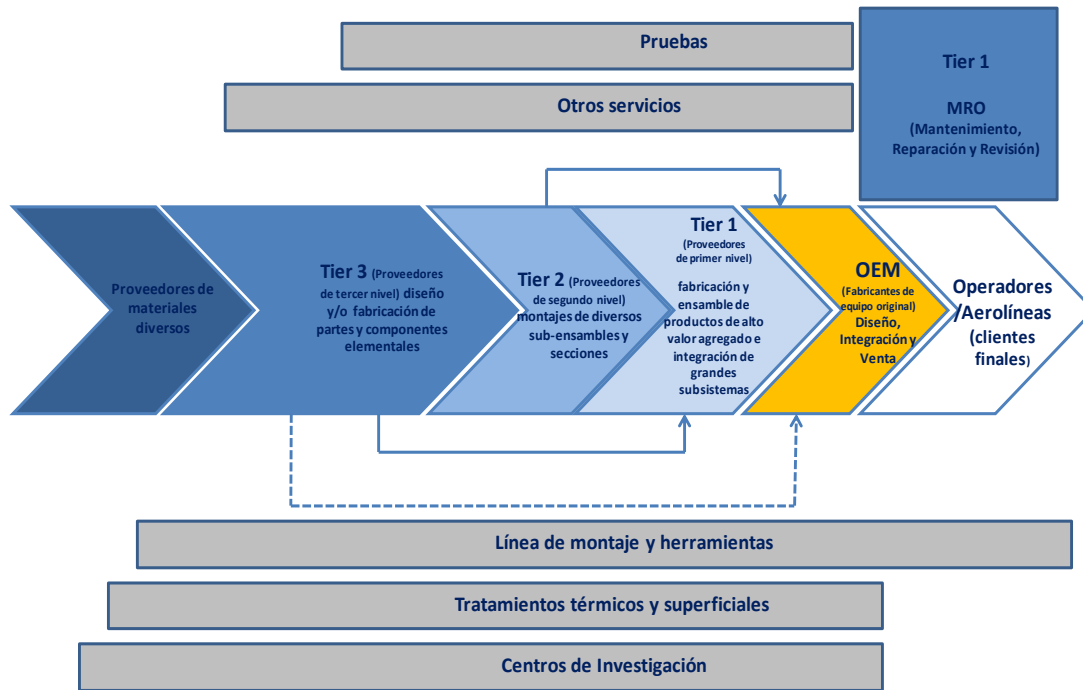 Pruebas
Otros servicios
Tier 1
MRO
(Mantenimiento,
Reparación y Revisión)
Proveedores de
materiales
diversos
Tier 3 (Proveedores
de tercer nivel) diseño
y/o fabricación de
partes y componentes
elementales
Tier 2 (Proveedores
de segundo nivel)
montajes de diversos
sub-ensambles y
secciones
Tier 1
(Proveedores
de primer nivel)
fabricación y
ensamble de
productos de alto
valor agregado e
integración de
grandes
subsistemas
OEM
(Fabricantes de
equipo original)
Diseño,
Integración y
Venta
Operadores
/Aerolíneas
(clientes
finales)
Línea de montaje y herramientas
Tratamientos térmicos y superficiales
Centros de Investigación